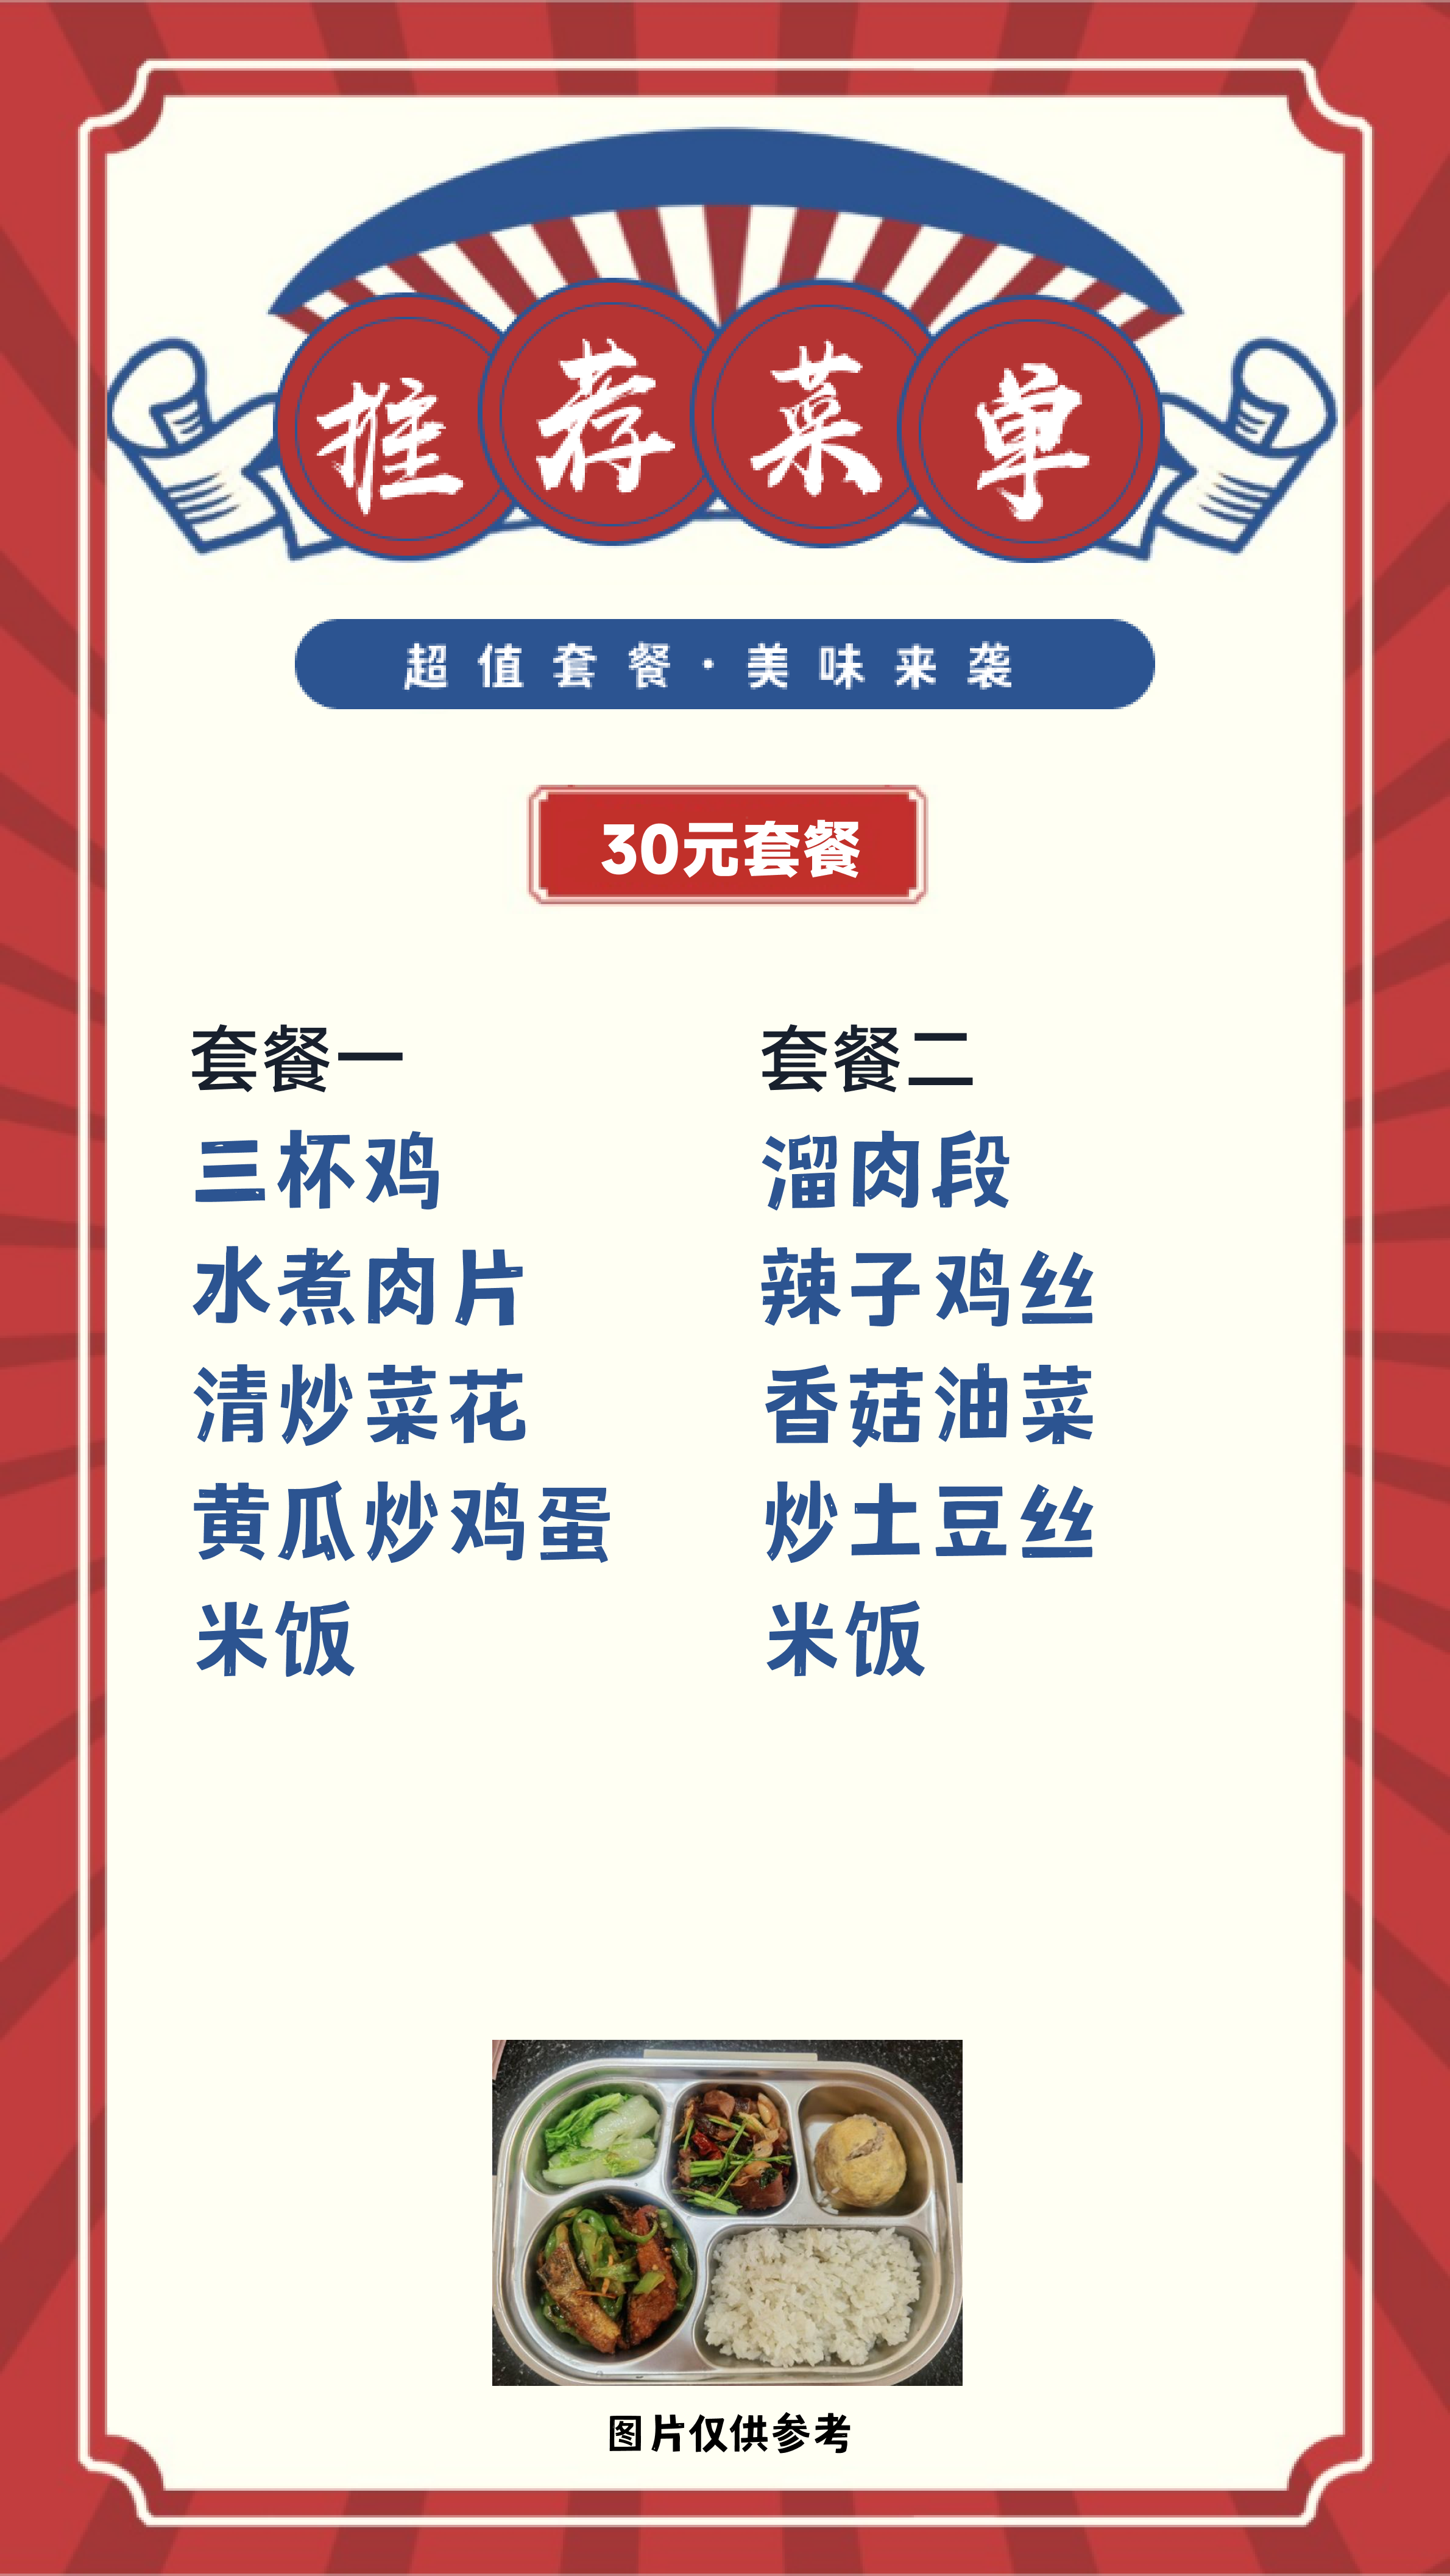 推荐菜单
超值套餐·美味来袭
30元套餐
套餐一
三杯鸡
水煮肉片
清炒菜花
黄瓜炒鸡蛋
米饭
套餐二
溜肉段
辣子鸡丝
香菇油菜
炒土豆丝
米饭
图片仅供参考